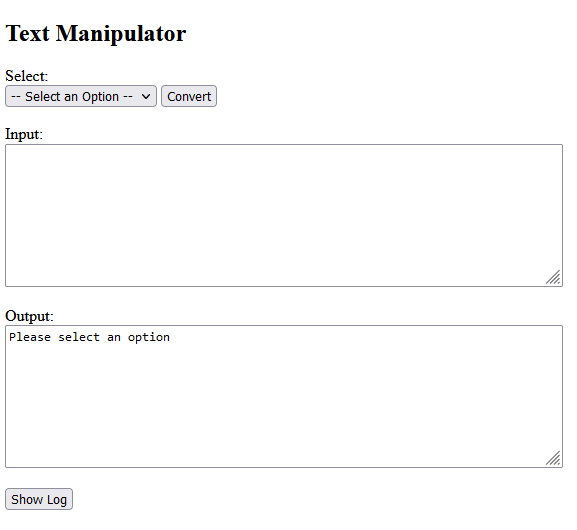 Text Manipulator
Select:
-- Select an Option -- Convert
Input:
Output:
Please select an option
Show Log